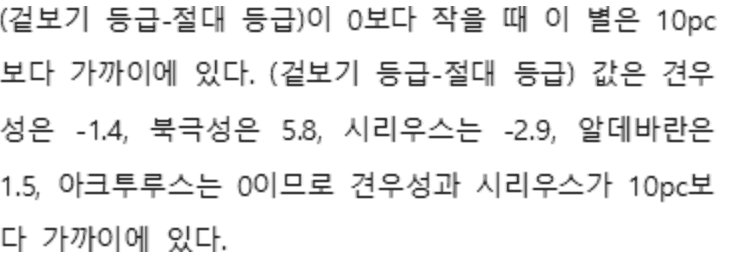 (겉보기 등급-절대 등급)이 0보다 작을 때 이 별은 10pc
보다 가까이에 있다. (겉보기 등급-절대 등급) 값은 견우
성은 -1.4, 북극성은 5.8, 시리우스는 -2.9, 알데바란은
1.5, 아크투루스는 0이므로 견우성과 시리우스가 10pc보
다 가까이에 있다.